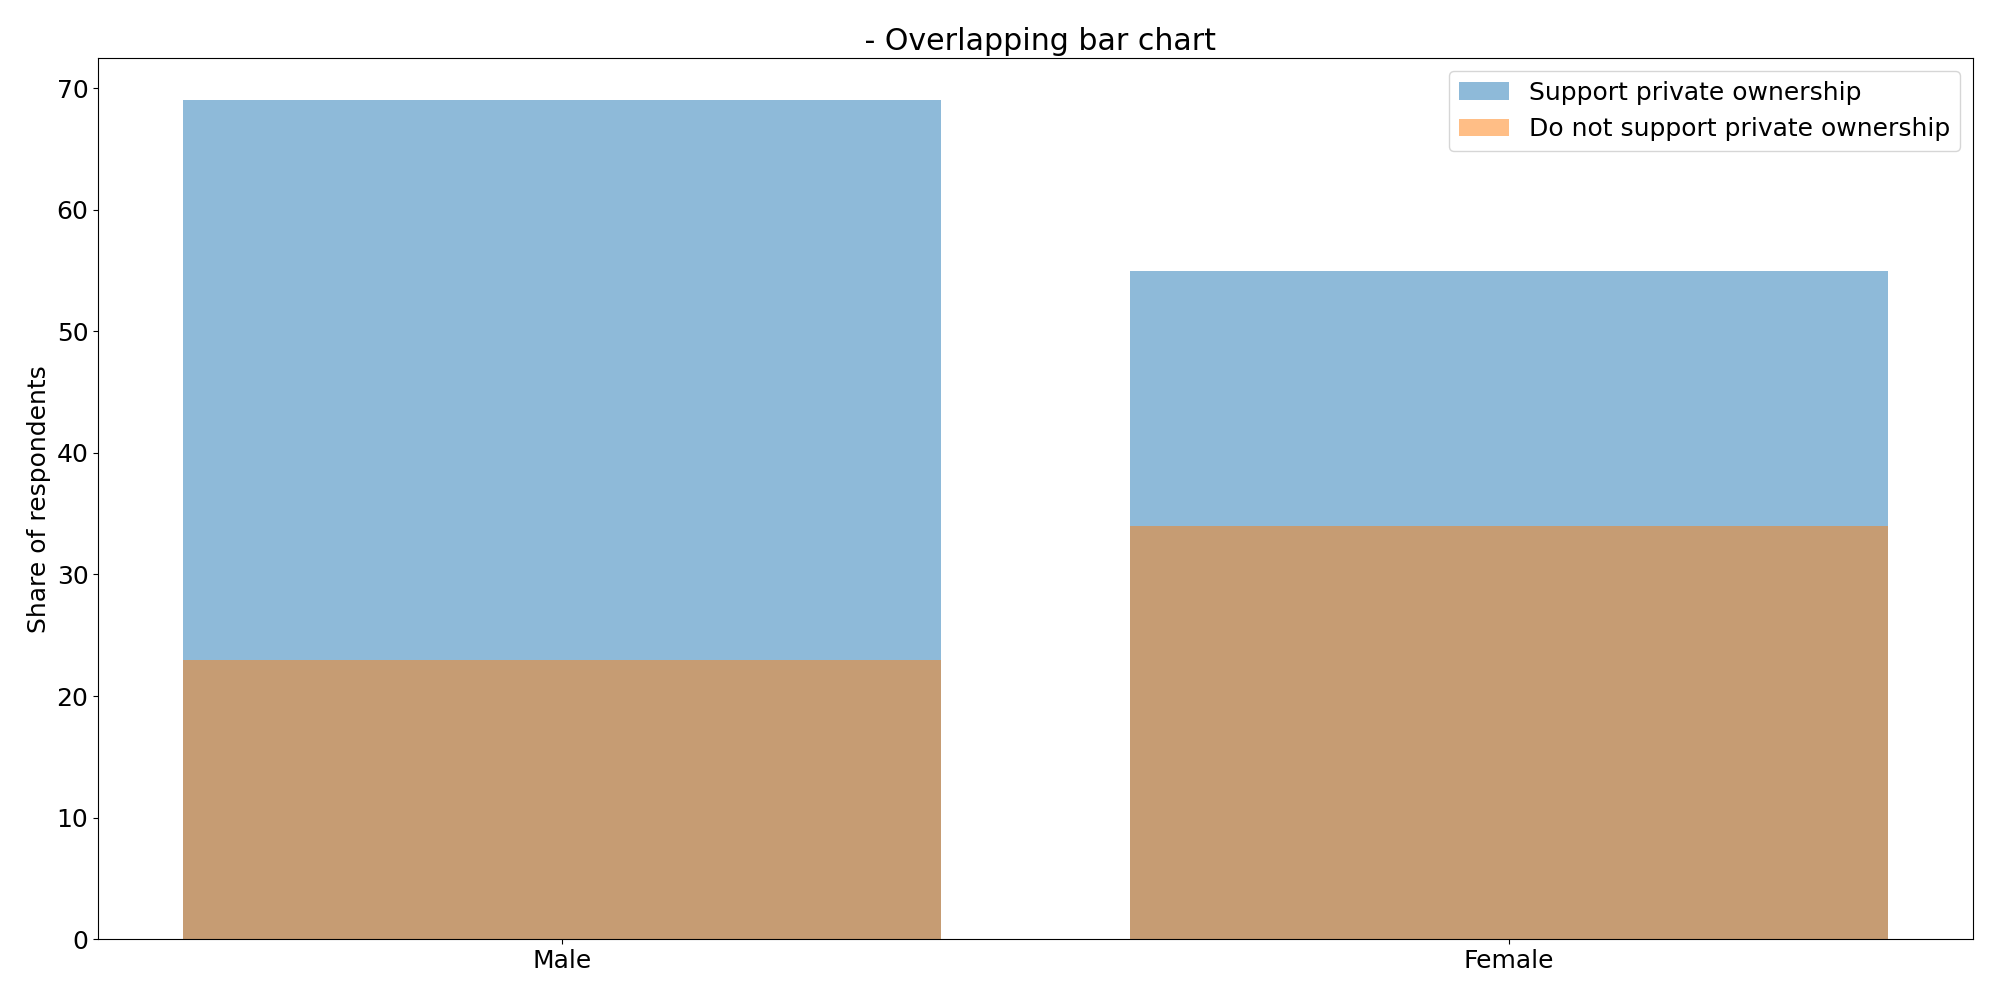 - Overlapping bar chart
Support private ownership
Do not support private ownership
Share of respondents
70
60
50
40
30
20
10
0
Male
Female